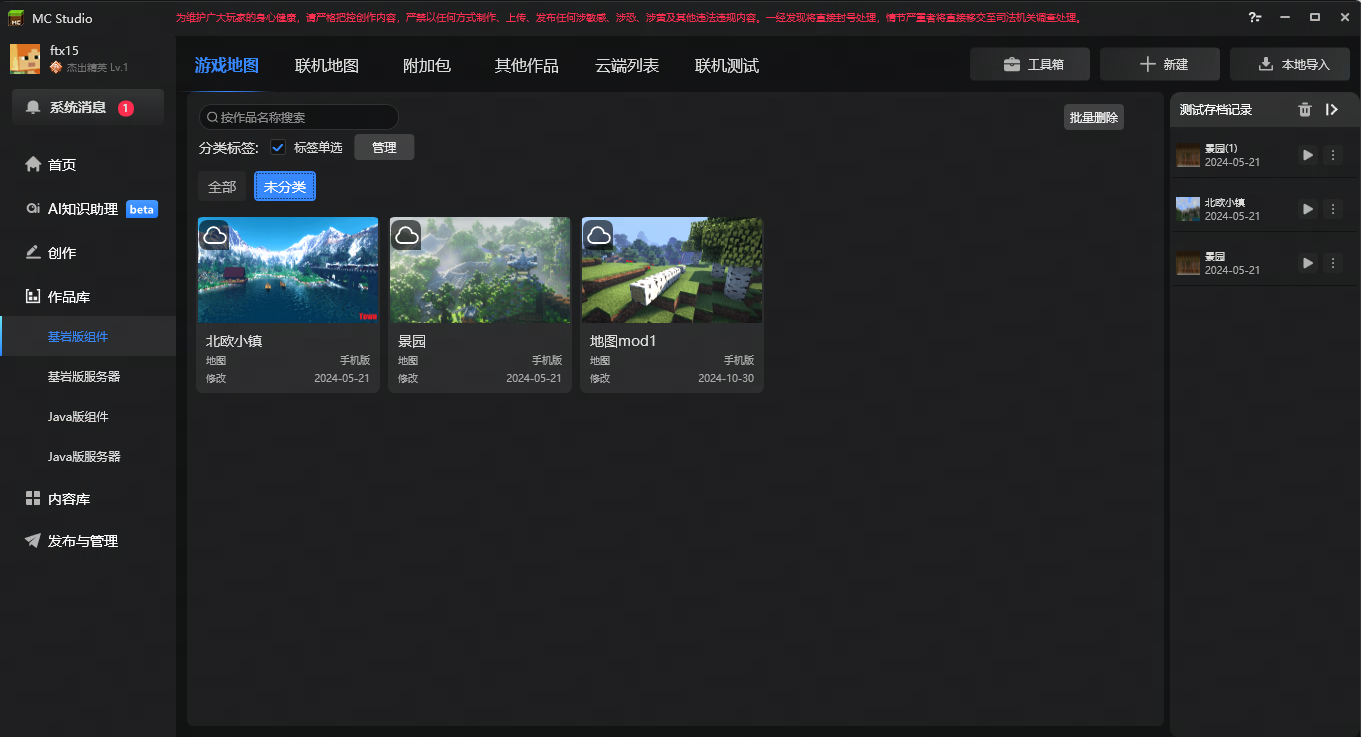 MC Studio
为维护广大玩家的身心健康，请严格把控创作内容，严禁以任何方式制作、上传、发布任何涉敏感、涉恐、涉黄及其他违法违规内容。一经发现将直接封号处理，情节严重者将直接移交至司法机关调查处理。
ftx15
杰出精英 Lv.1
系统消息 1
首页
AI知识助理 beta
创作
作品库
基岩版组件
基岩版服务器
Java版组件
Java版服务器
内容库
发布与管理
游戏地图 联机地图 附加包 其他作品 云端列表 联机测试
工具箱 新建 本地导入
按作品名称搜索
批量删除
分类标签: 标签单选 管理
全部 未分类
Town
北欧小镇
地图 手机版
修改 2024-05-21
景园
地图 手机版
修改 2024-05-21
地图mod1
地图 手机版
修改 2024-10-30
测试存档记录
景园(1)
2024-05-21
北欧小镇
2024-05-21
景园
2024-05-21